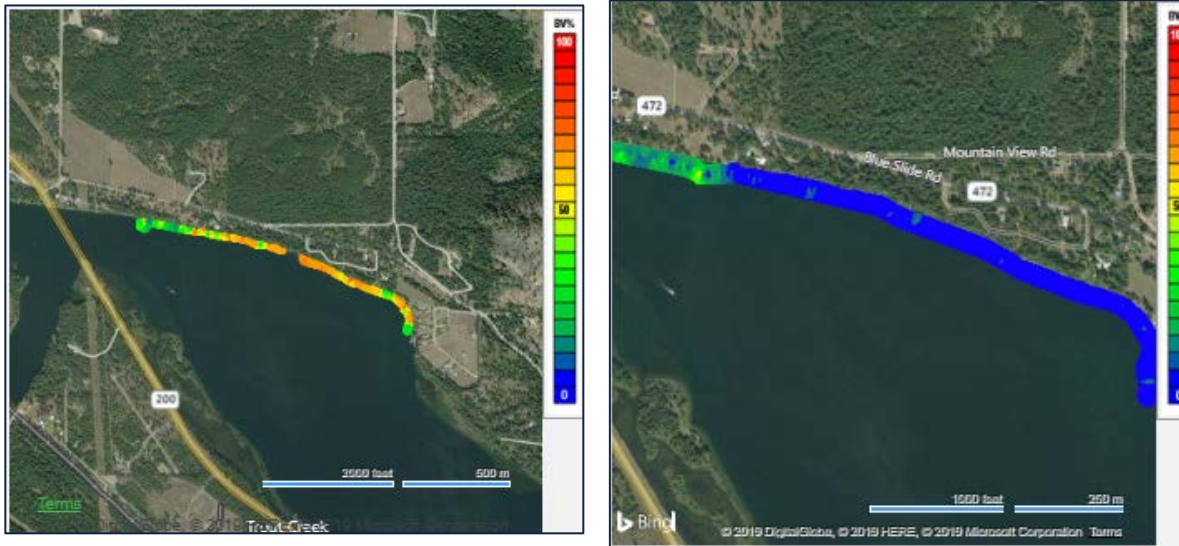 BV%
100
50
0
200
2000 feet
500 m
Terms
Trout Creek
BV%
472
Mountain View Rd
Blue Slide Rd
472
0
1000 feet
250 m
Bing
© 2019 DigitalGlobe, © 2019 HERE, © 2019 Microsoft Corporation Terms